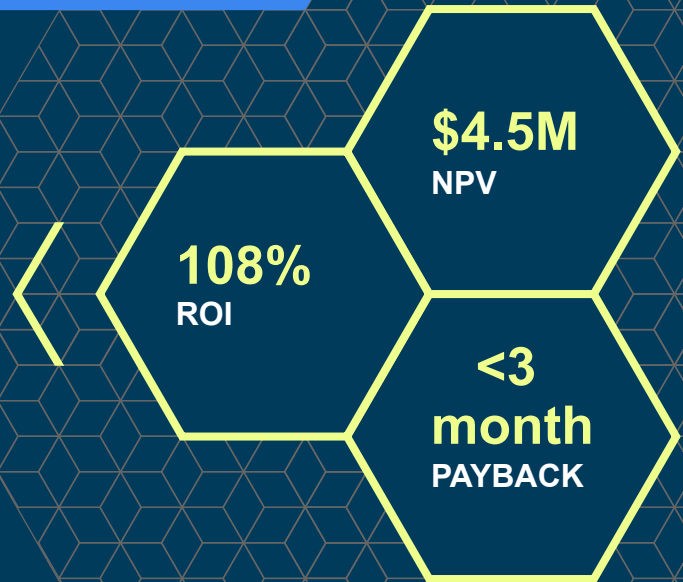 $4.5M
NPV
108%
ROI
<3
month
PAYBACK